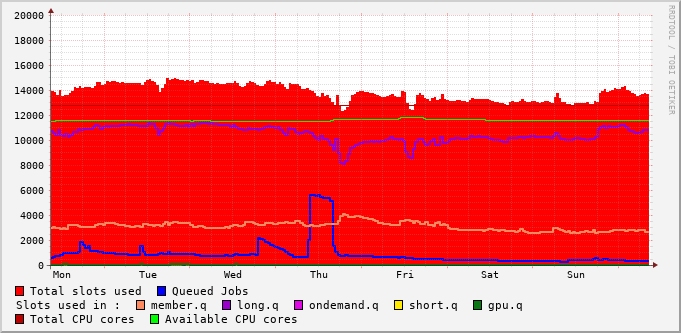 20000
18000
16000
14000
12000
10000
8000
6000
4000
2000
0
Mon Tue Wed Thu Fri Sat Sun
RRDTOOL / TOBI OETIKER
Total slots used Queued Jobs
Slots used in : member.q long.q ondemand.q short.q gpu.q
Total CPU cores Available CPU cores